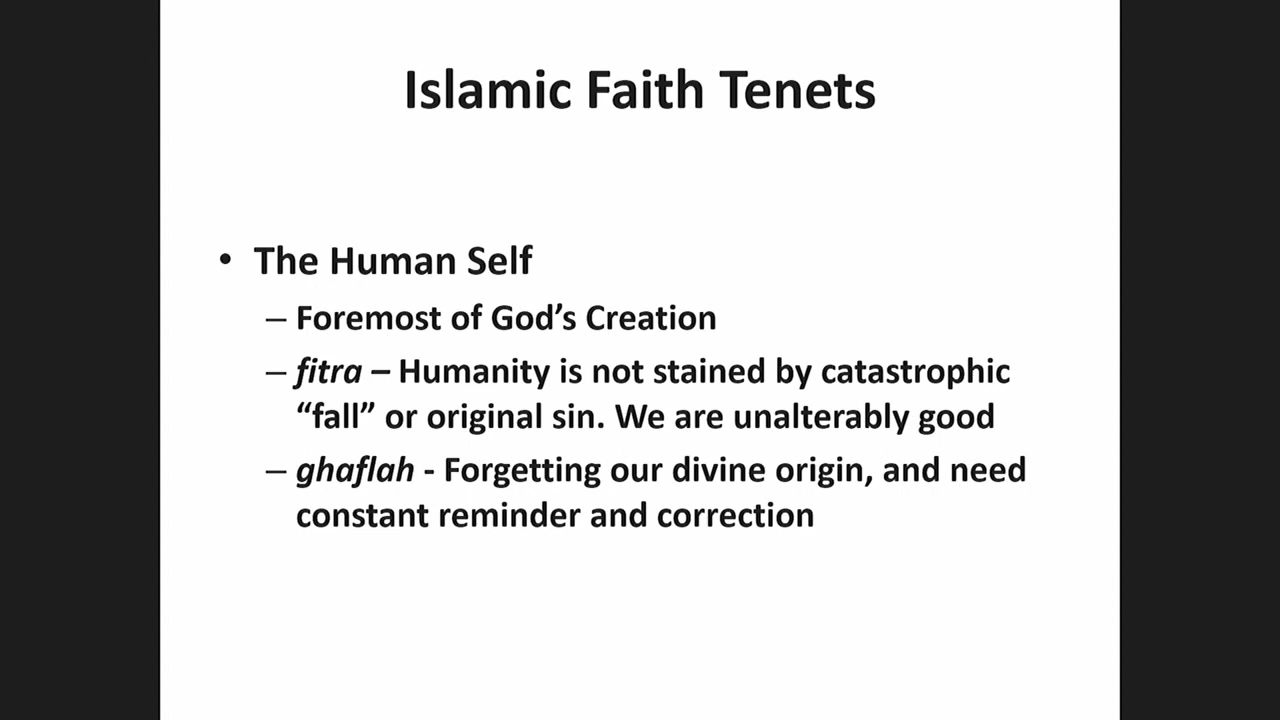 Islamic Faith Tenets
• The Human Self
– Foremost of God’s Creation
– fitra – Humanity is not stained by catastrophic
“fall” or original sin. We are unalterably good
– ghaflah - Forgetting our divine origin, and need
constant reminder and correction